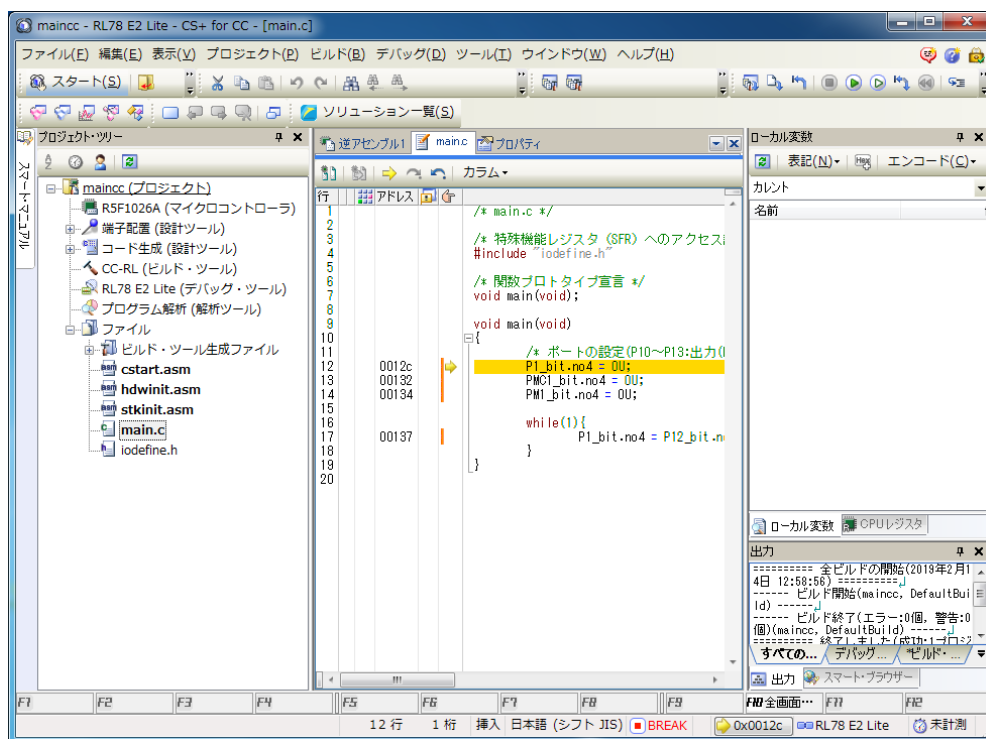 maincc - RL78 E2 Lite - CS+ for CC - [main.c]
ファイル(F) 編集(E) 表示(V) プロジェクト(P) ビルド(B) デバッグ(D) ツール(T) ウインドウ(W) ヘルプ(H)
スタート(S)
ソリューション一覧(S)
スマート・マニュアル
プロジェクト・ツリー
maincc (プロジェクト)
R5F1026A (マイクロコントローラ)
端子配置 (設計ツール)
コード生成 (設計ツール)
CC-RL (ビルド・ツール)
RL78 E2 Lite (デバッグ・ツール)
プログラム解析 (解析ツール)
ファイル
ビルド・ツール生成ファイル
cstart.asm
hdwinit.asm
stkinit.asm
main.c
iodefine.h
逆アセンブル1 main.c プロパティ
カラム
行 アドレス
1 /* main.c */
2
3 /* 特殊機能レジスタ (SFR) へのアクセス
4 #include "iodefine.h"
5
6 /* 関数プロトタイプ宣言 */
7 void main(void);
8
9 void main(void)
10 {
11 /* ポートの設定(P10～P13:出力(
12 0012c P1_bit.no4 = 0U;
13 00132 PMC1_bit.no4 = 0U;
14 00134 PM1_bit.no4 = 0U;
15
16 while(1){
17 00137 P1_bit.no4 = P12_bit.n
18 }
19 }
20
ローカル変数
表記(N) Hex エンコード(C)
カレント
名前
ローカル変数 CPUレジスタ
出力
========== 全ビルドの開始(2019年2月1
4日 12:58:56) ==========
------ ビルド開始(maincc, DefaultBui
ld) ------
------ ビルド終了(エラー:0個, 警告:0
個)(maincc, DefaultBuild) ------
========== 終了しました(成功:1プロジェ
すべての... デバッグ... *ビルド・...
出力 スマート・ブラウザー
F1 F2 F3 F4 F5 F6 F7 F8 F9 F10 全画面… F11 F12
12 行 1 桁 挿入 日本語 (シフト JIS) BREAK 0x0012c RL78 E2 Lite 未計測